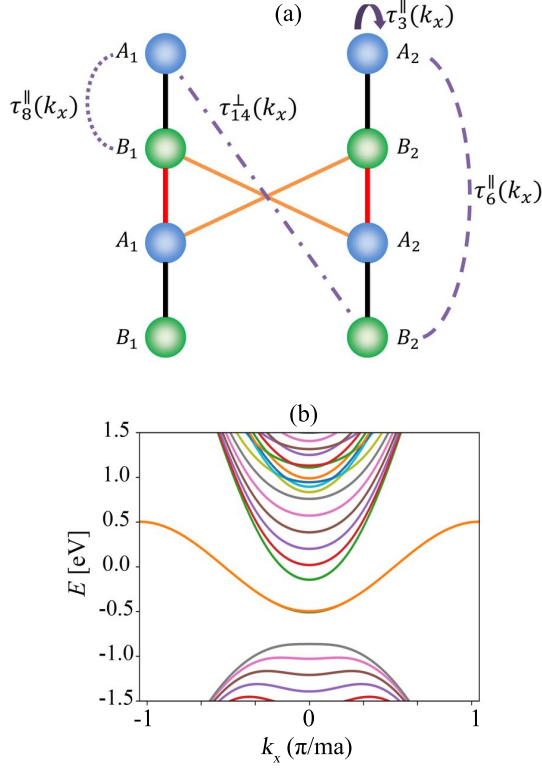 (a)
A₁ A₂ τ₃^∥(kₓ)
τ₈^∥(kₓ) τ₁₄^⊥(kₓ)
B₁ B₂ τ₆^∥(kₓ)
A₁ A₂
B₁ B₂
(b)
1.5
1.0
0.5
0.0
-0.5
-1.0
-1.5
E [eV]
-1 0 1
kₓ (π/ma)